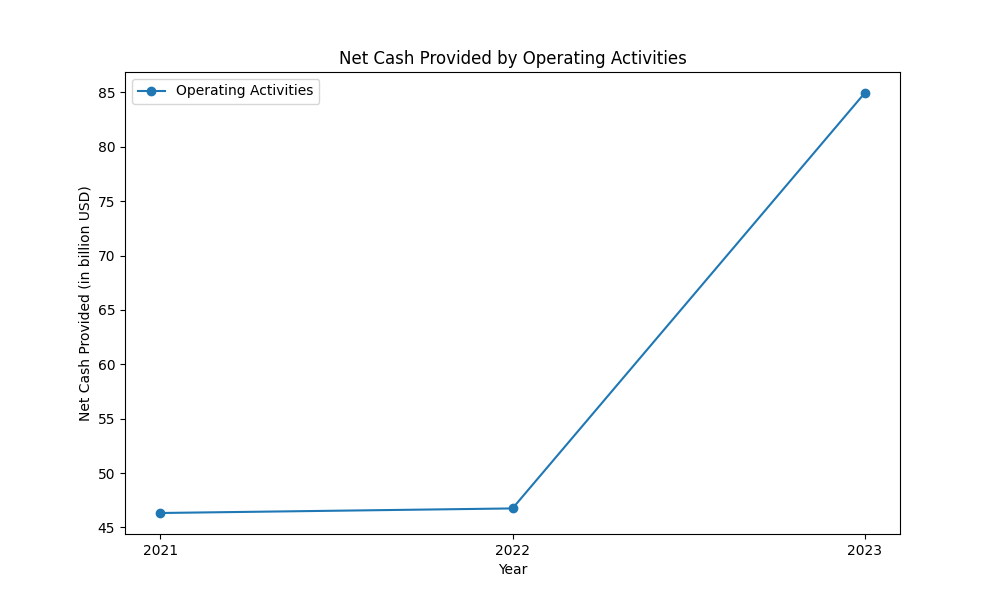 Net Cash Provided by Operating Activities
Operating Activities
Net Cash Provided (in billion USD)
85
80
75
70
65
60
55
50
45
2021 2022 2023
Year